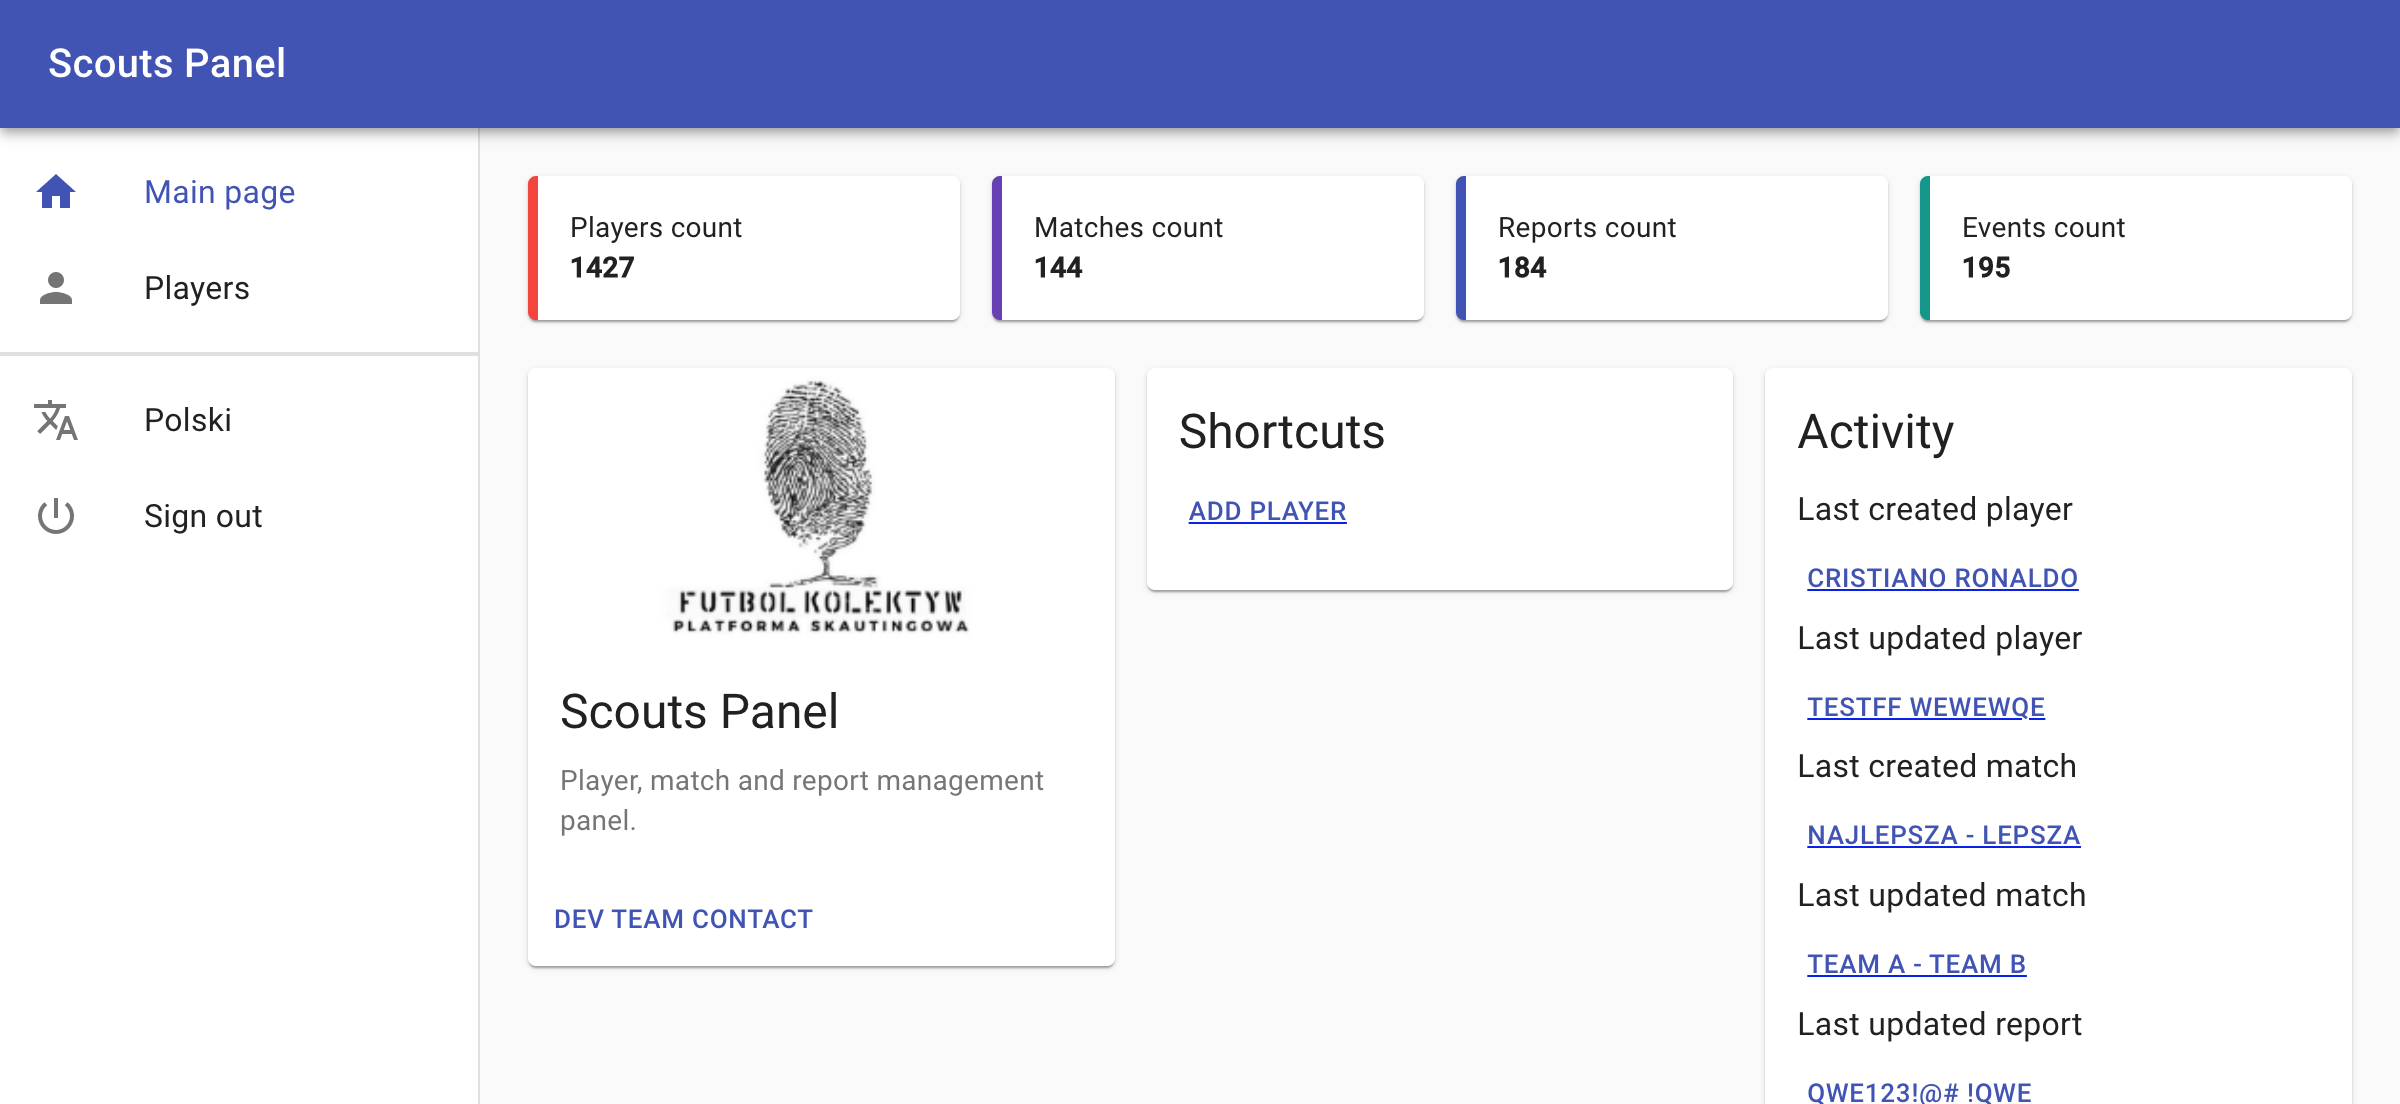 Scouts Panel
Main page
Players
Polski
Sign out
Players count
1427
Matches count
144
Reports count
184
Events count
195
FUTBOL KOLEKTYW
PLATFORMA SKAUTINGOWA
Scouts Panel
Player, match and report management
panel.
DEV TEAM CONTACT
Shortcuts
ADD PLAYER
Activity
Last created player
CRISTIANO RONALDO
Last updated player
TESTFF WEWEWQE
Last created match
NAJLEPSZA - LEPSZA
Last updated match
TEAM A - TEAM B
Last updated report
QWE123!@# !QWE